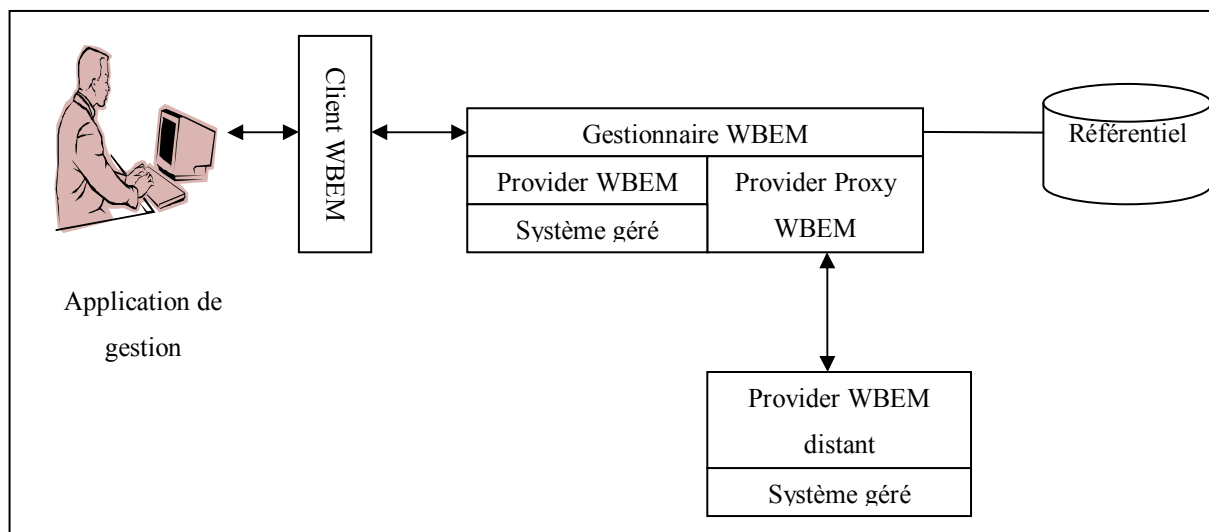 Client WBEM
Gestionnaire WBEM
Référentiel
Provider WBEM
Provider Proxy
WBEM
Système géré
Application de
gestion
Provider WBEM
distant
Système géré